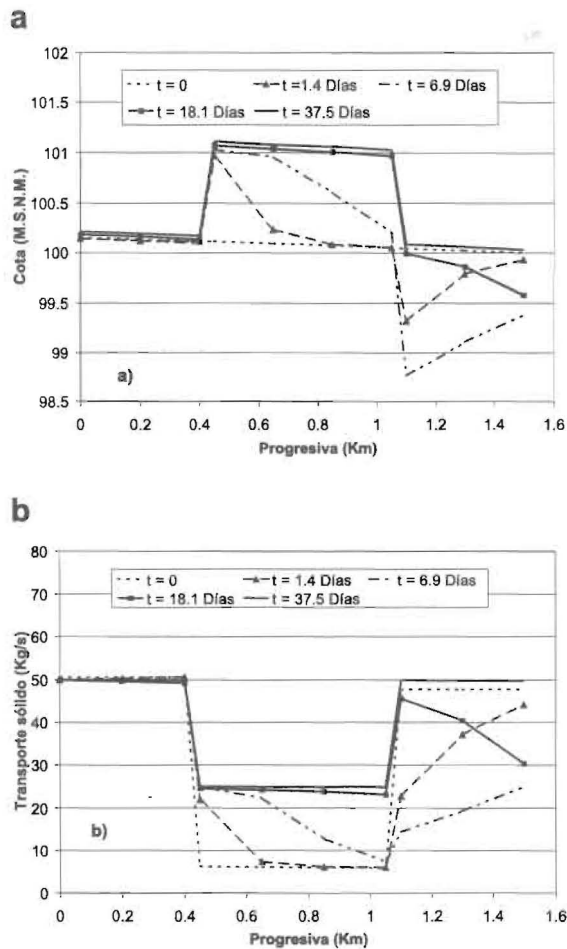 a
102
101.5
101
100.5
100
99.5
99
98.5
Cota (M.S.N.M.)
t = 0
t =1.4 Días
t = 6.9 Días
t = 18.1 Días
t = 37.5 Días
a)
0 0.2 0.4 0.6 0.8 1 1.2 1.4 1.6
Progresiva (Km)
b
80
70
60
50
40
30
20
10
0
Transporte sólido (Kg/s)
t = 0
t = 1.4 Días
t = 6.9 Días
t = 18.1 Días
t = 37.5 Días
b)
0 0.2 0.4 0.6 0.8 1 1.2 1.4 1.6
Progresiva (Km)